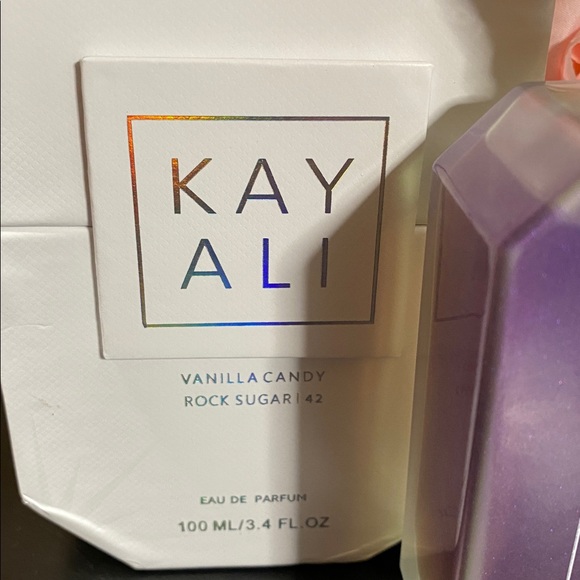 KAY
ALI
VANILLA CANDY
ROCK SUGAR | 42
EAU DE PARFUM
100 ML/3.4 FL.OZ